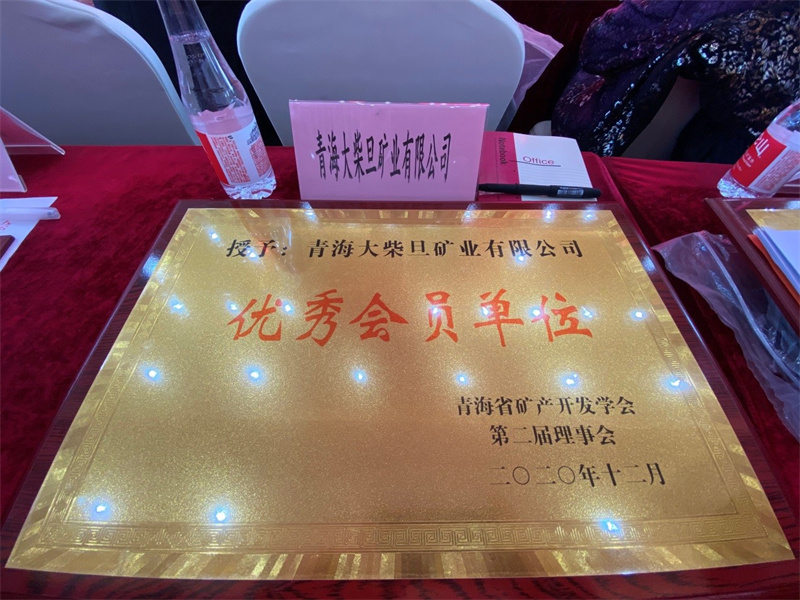 青海大柴旦矿业有限公司
Notebook
Office
授予：青海大柴旦矿业有限公司
优秀会员单位
青海省矿产开发学会
第二届理事会
二〇二〇年十二月